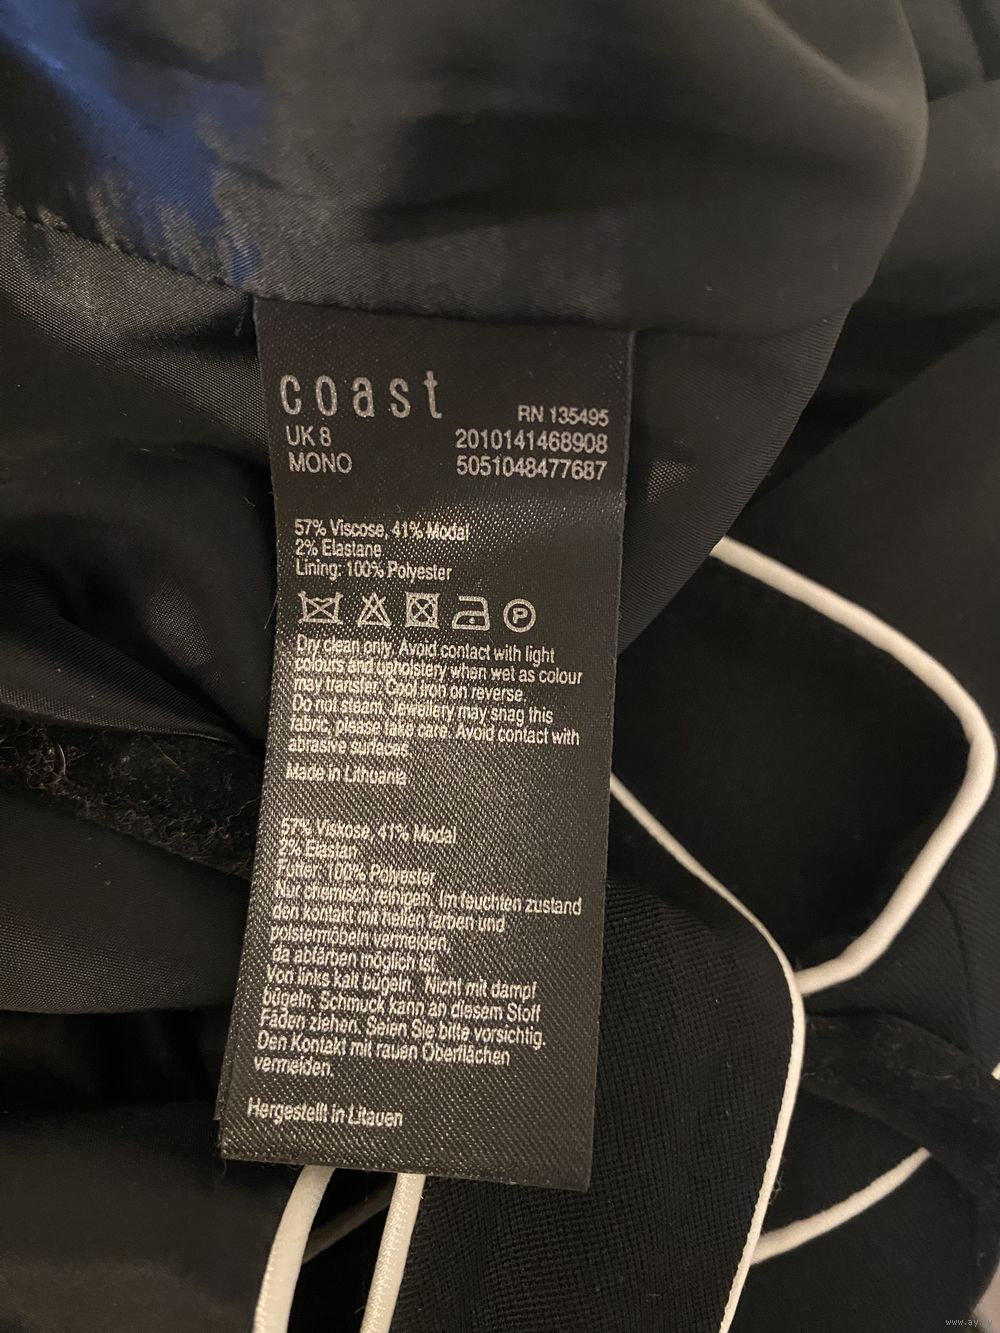 coast
RN 135495
UK 8
2010141468908
MONO
5051048477687
57% Viscose, 41% Modal
2% Elastane
Lining: 100% Polyester
P
Dry clean only. Avoid contact with light
colours and upholstery when wet as colour
may transfer. Cool iron on reverse.
Do not steam. Jewellery may snag this
fabric, please take care. Avoid contact with
abrasive surfaces.
Made in Lithuania
57% Viskose, 41% Modal
2% Elastan
Futter: 100% Polyester
Nur chemisch reinigen. Im feuchten zustand
den kontakt mit hellen farben und
polstermöbeln vermeiden,
da abfärben möglich ist.
Von links kalt bügeln. Nicht mit dampf
bügeln. Schmuck kann an diesem Stoff
Fäden ziehen. Seien Sie bitte vorsichtig.
Den Kontakt mit rauen Oberflächen
vermeiden.
Hergestellt in Litauen